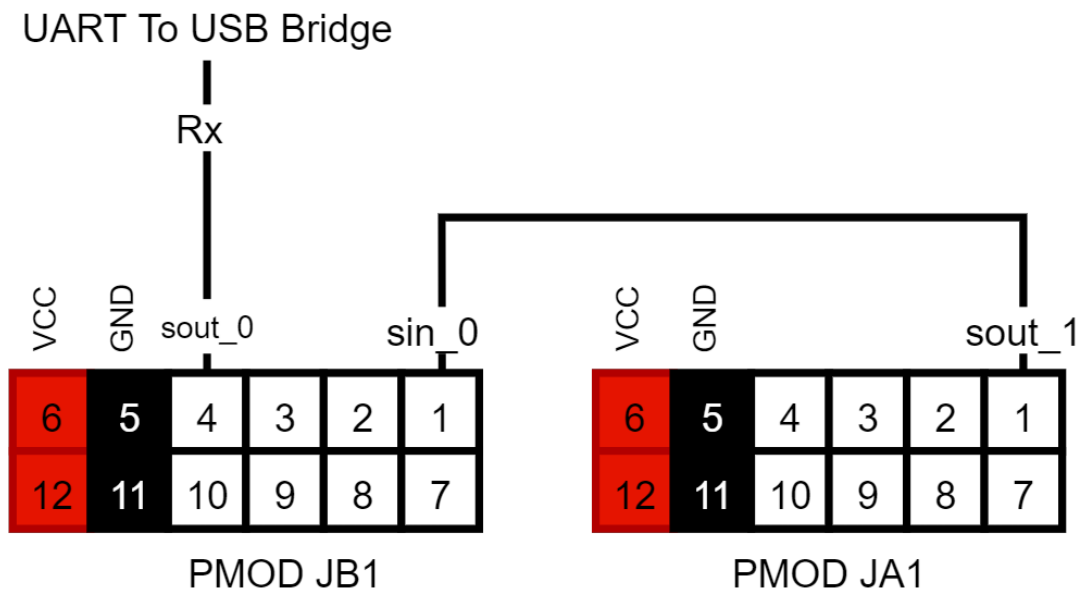 UART To USB Bridge
Rx
VCC GND sout_0 sin_0 VCC GND sout_1
6 5 4 3 2 1 6 5 4 3 2 1
12 11 10 9 8 7 12 11 10 9 8 7
PMOD JB1 PMOD JA1